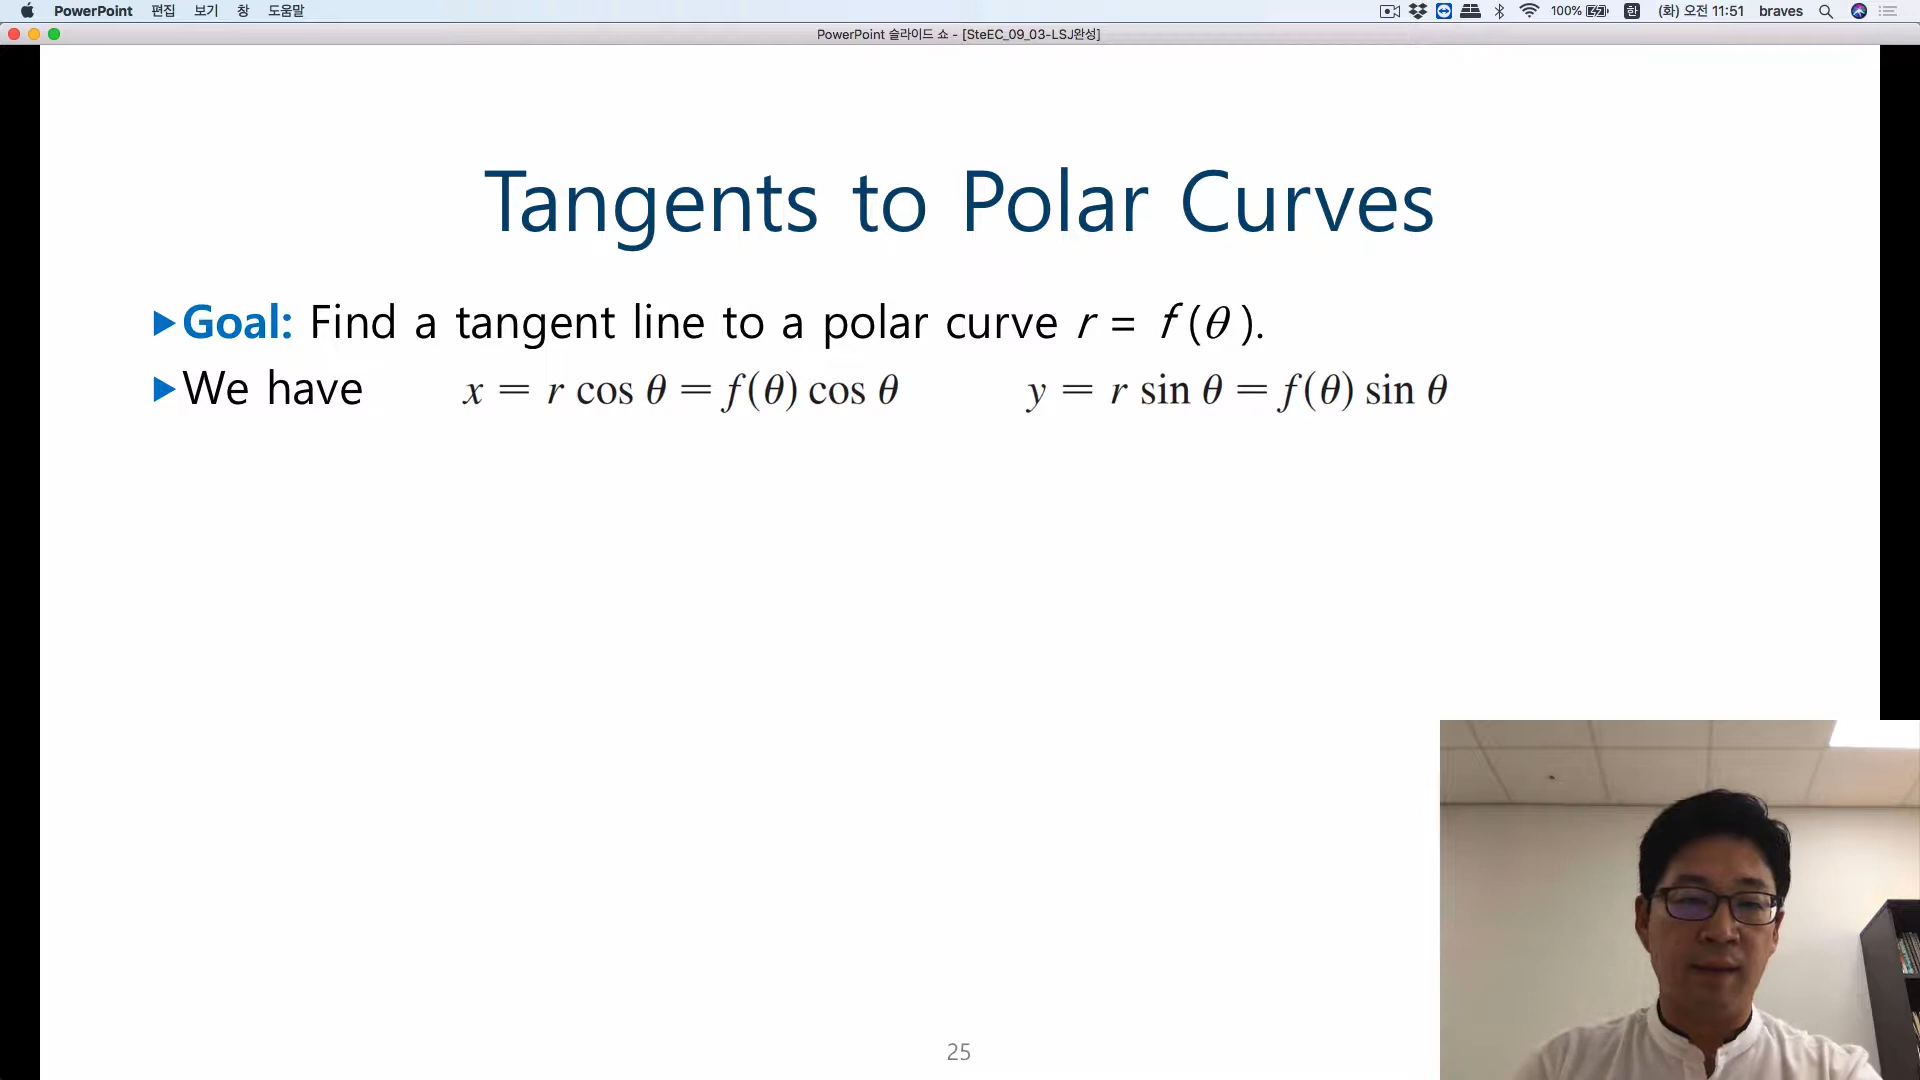 PowerPoint 편집 보기 창 도움말 100% 한 (화) 오전 11:51 braves
PowerPoint 슬라이드 쇼 - [SteEC_09_03-LSJ완성]
Tangents to Polar Curves
Goal: Find a tangent line to a polar curve r = f(θ).
We have x = r cos θ = f(θ) cos θ y = r sin θ = f(θ) sin θ
25